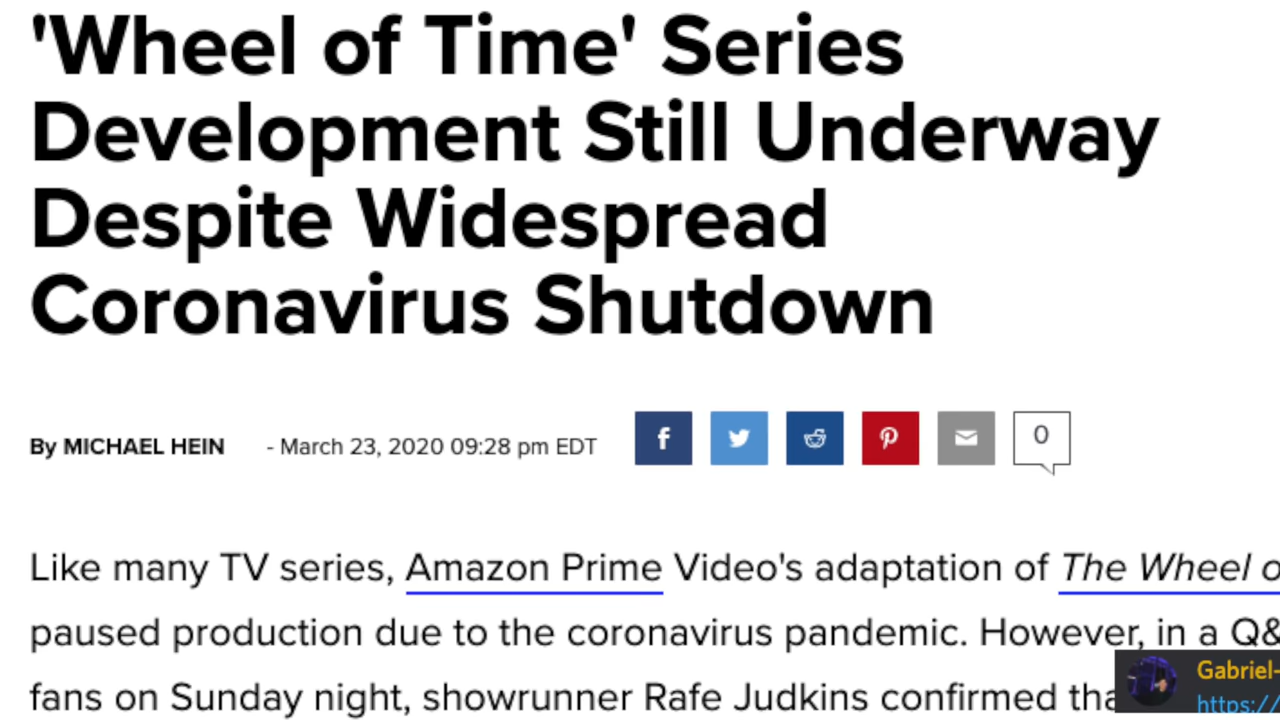 'Wheel of Time' Series
Development Still Underway
Despite Widespread
Coronavirus Shutdown
By MICHAEL HEIN - March 23, 2020 09:28 pm EDT 0
Like many TV series, Amazon Prime Video's adaptation of The Wheel o
paused production due to the coronavirus pandemic. However, in a Q&
fans on Sunday night, showrunner Rafe Judkins confirmed tha
Gabriel-
https://